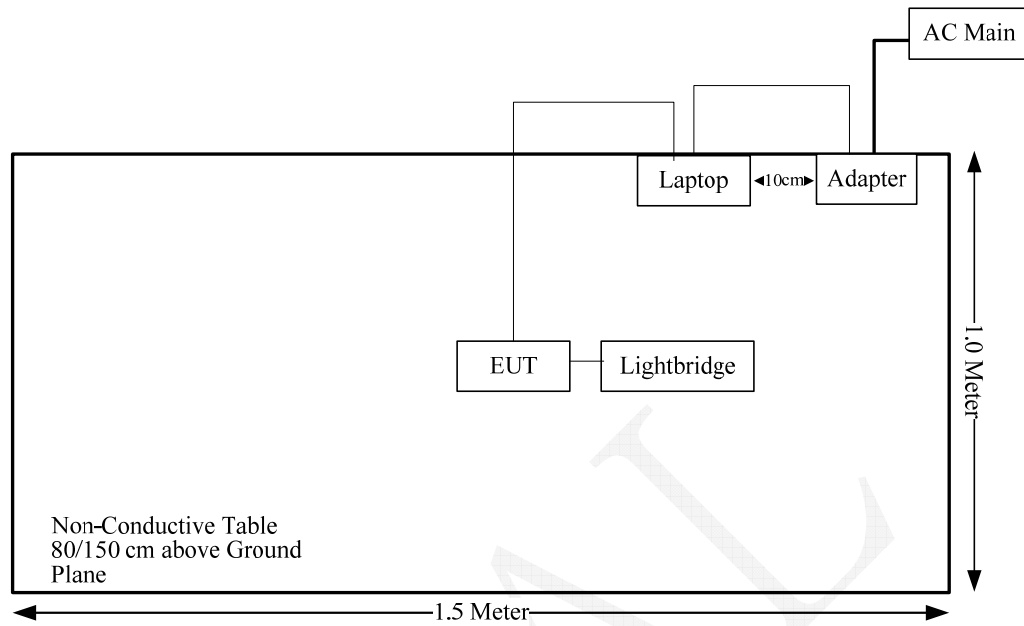 AC Main
Laptop
10cm
Adapter
EUT
Lightbridge
1.0 Meter
Non-Conductive Table
80/150 cm above Ground
Plane
1.5 Meter